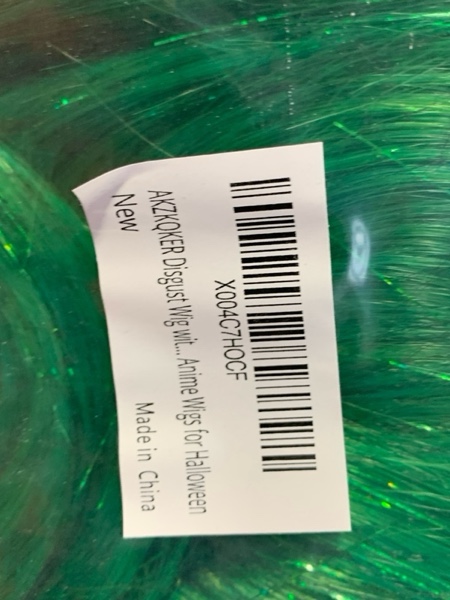 X004C7HOCF
AKZKQKER Disgust Wig wit... Anime Wigs for Halloween
New
Made in China